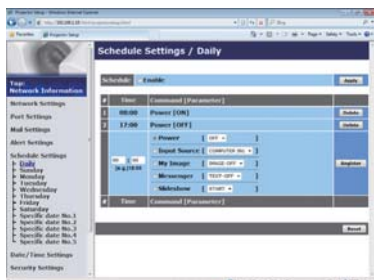 Schedule Settings / Daily
Top:
Network Information
Network Settings
Port Settings
Mail Settings
Alert Settings
Schedule Settings
Daily
Sunday
Monday
Tuesday
Wednesday
Thursday
Friday
Saturday
Specific date No.1
Specific date No.2
Specific date No.3
Specific date No.4
Specific date No.5
Date/Time Settings
Security Settings
Schedule Enable
Apply
# Time Command [Parameter]
1 08:00 Power [ON] Delete
2 17:00 Power [OFF] Delete
Power [ OFF ]
Input Source [ COMPUTER IN1 ]
My Image [ IMAGE OFF ]
Messenger [ TEXT OFF ]
Slideshow [ START ]
Register
# Time Command [Parameter]
Reset